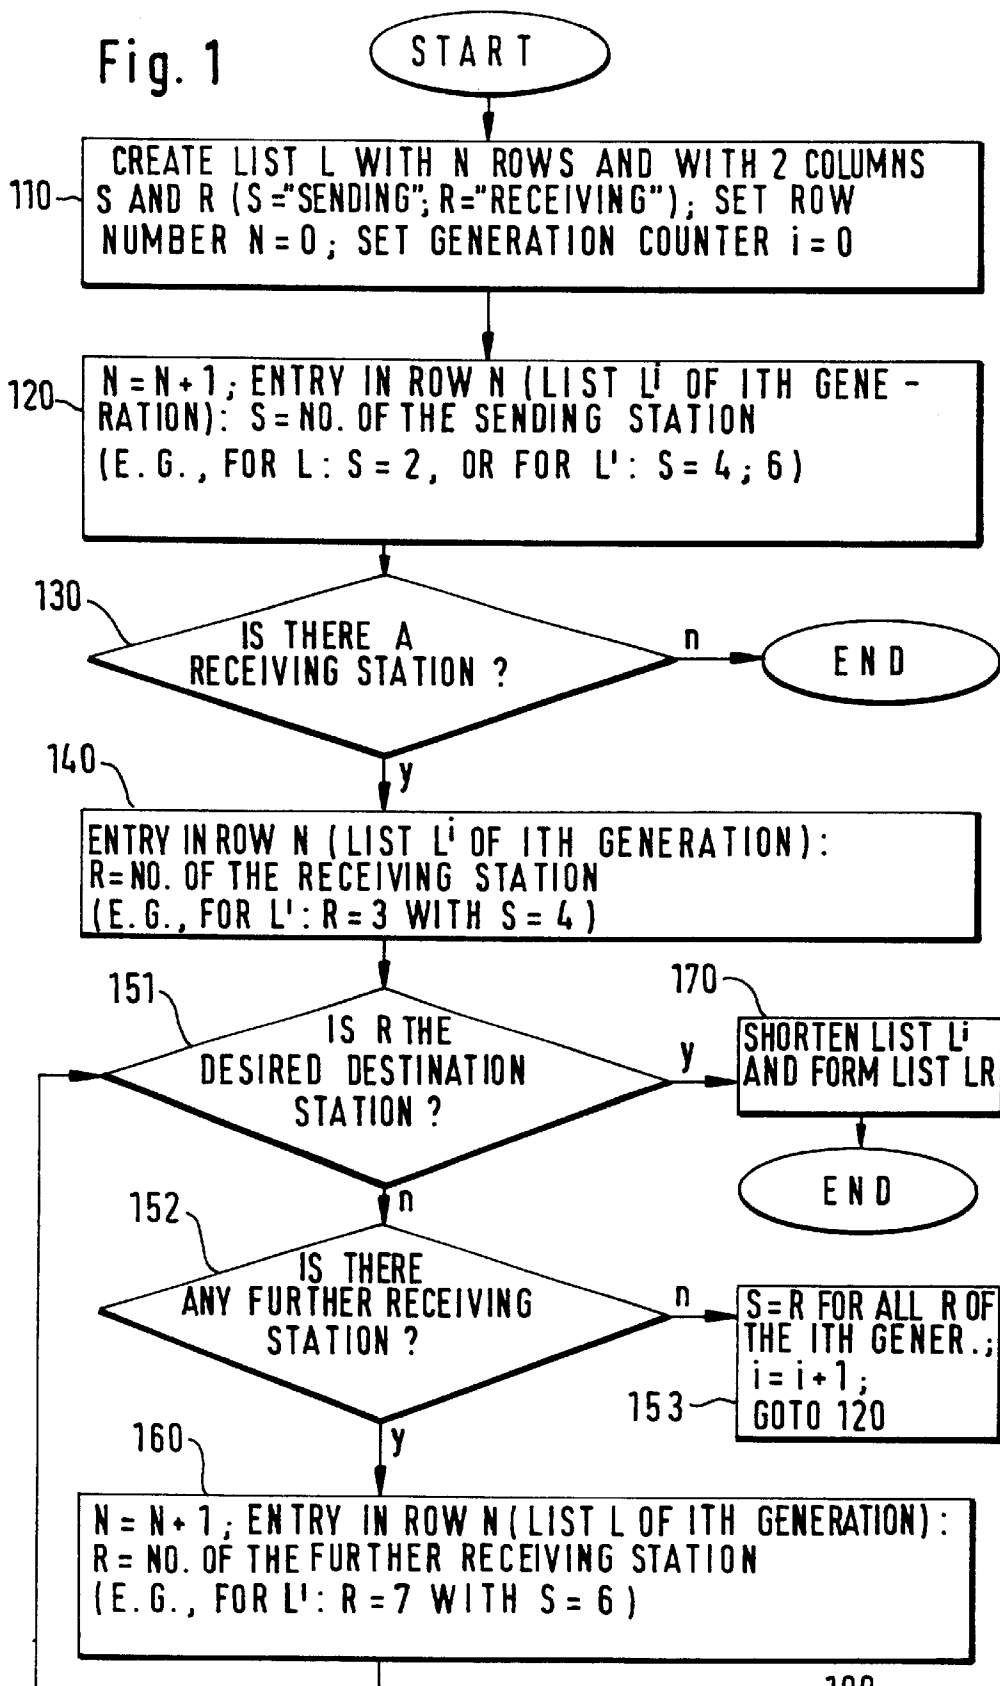 Fig. 1
START
110
CREATE LIST L WITH N ROWS AND WITH 2 COLUMNS
S AND R (S="SENDING"; R="RECEIVING"); SET ROW
NUMBER N=0; SET GENERATION COUNTER i=0
120
N=N+1; ENTRY IN ROW N (LIST Lⁱ OF ITH GENE-
RATION): S=NO. OF THE SENDING STATION
(E.G., FOR L: S=2, OR FOR L': S=4; 6)
130
IS THERE A
RECEIVING STATION ?
n
END
y
140
ENTRY IN ROW N (LIST Lⁱ OF ITH GENERATION):
R=NO. OF THE RECEIVING STATION
(E.G., FOR L': R=3 WITH S=4)
151
IS R THE
DESIRED DESTINATION
STATION ?
y
170
SHORTEN LIST Lⁱ
AND FORM LIST LR
END
n
152
IS THERE
ANY FURTHER RECEIVING
STATION ?
n
153
S=R FOR ALL R OF
THE ITH GENER.;
i=i+1;
GOTO 120
y
160
N=N+1; ENTRY IN ROW N (LIST L OF ITH GENERATION):
R=NO. OF THE FURTHER RECEIVING STATION
(E.G., FOR L': R=7 WITH S=6)